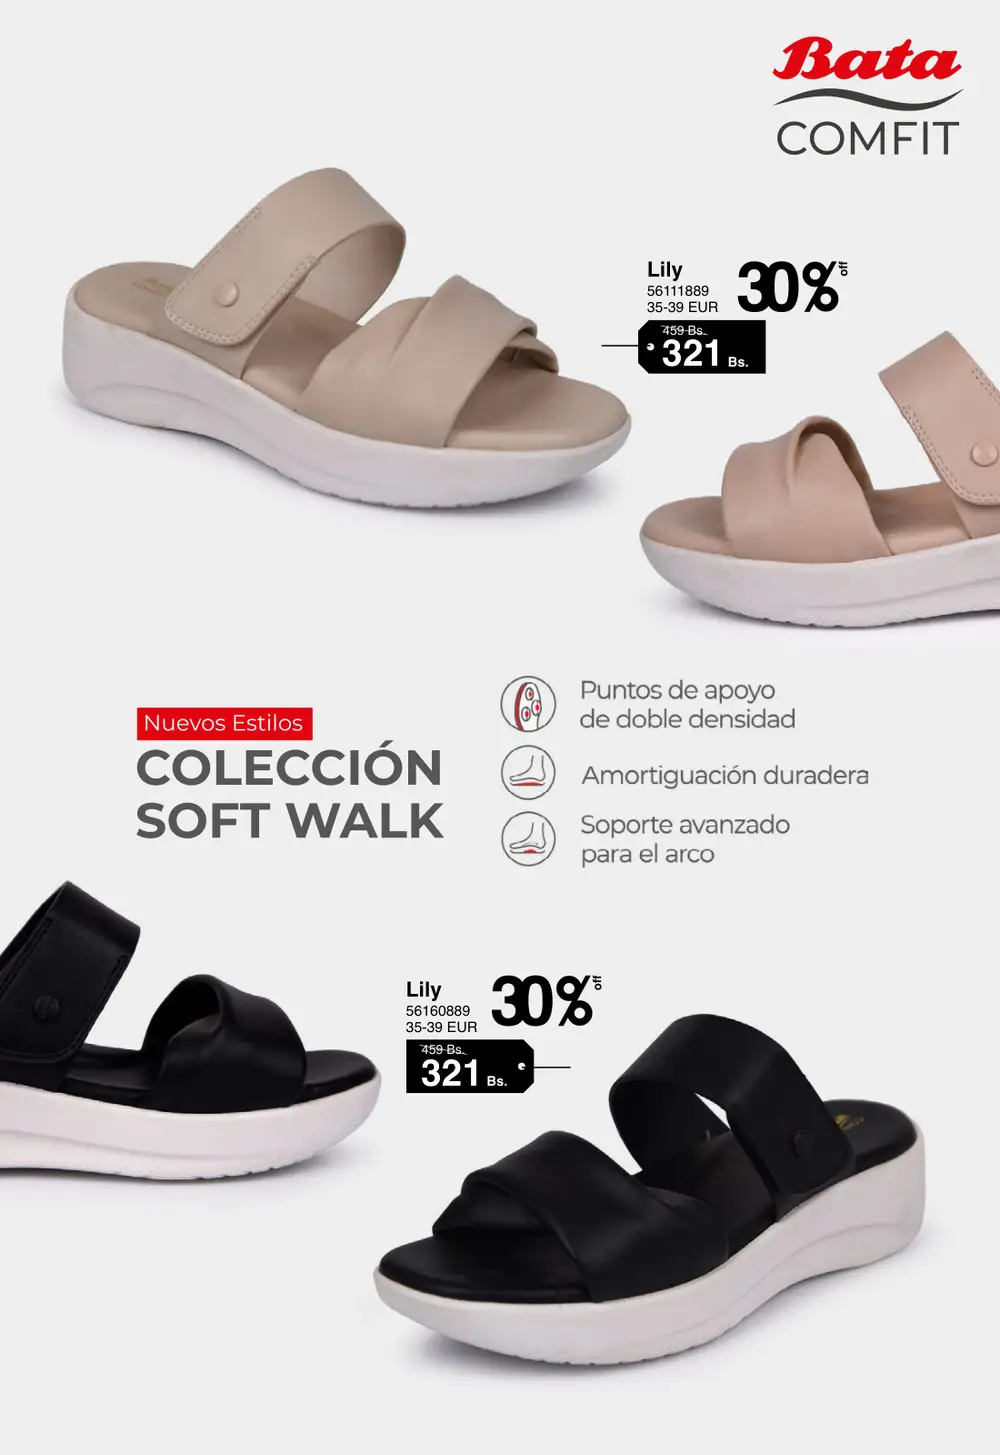 Bata
COMFIT
Lily
56111889
35-39 EUR
30% off
459 Bs.
321 Bs.
Nuevos Estilos
COLECCIÓN
SOFT WALK
Puntos de apoyo
de doble densidad
Amortiguación duradera
Soporte avanzado
para el arco
Lily
56160889
35-39 EUR
30% off
459 Bs.
321 Bs.